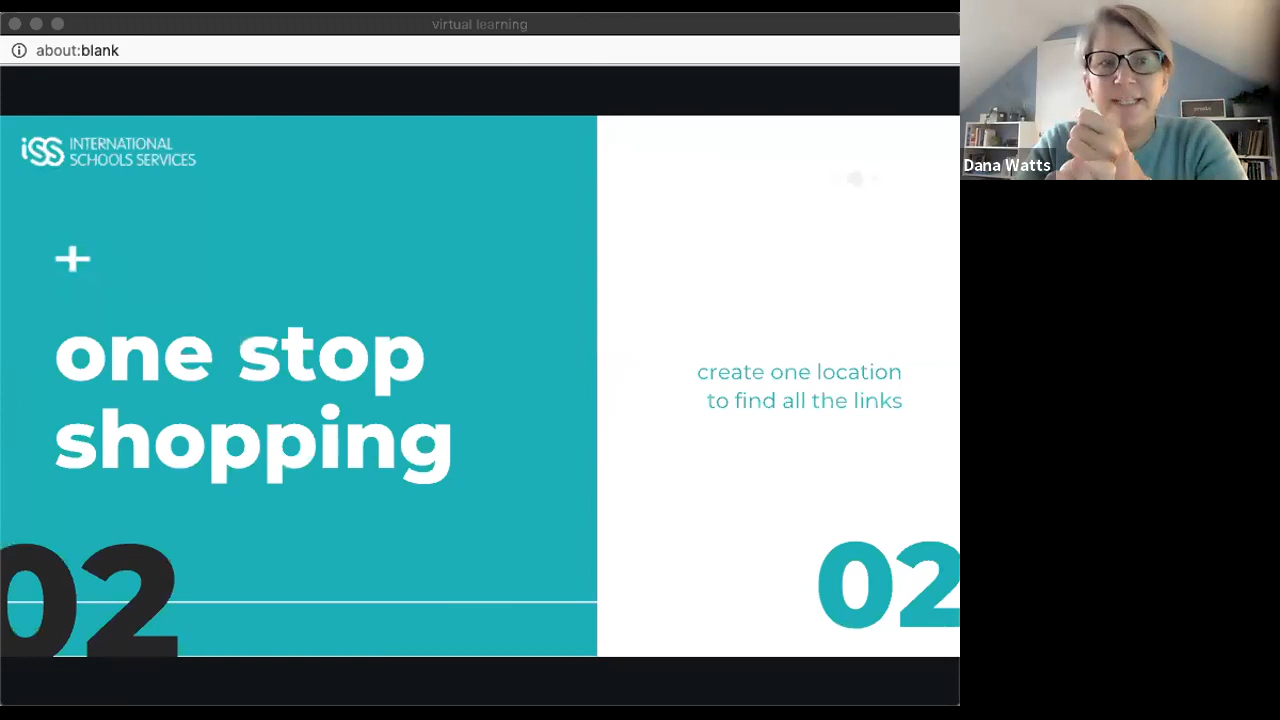 virtual learning
about:blank
iSS INTERNATIONAL
SCHOOLS SERVICES
+
one stop
shopping
02
create one location
to find all the links
02
Dana Watts